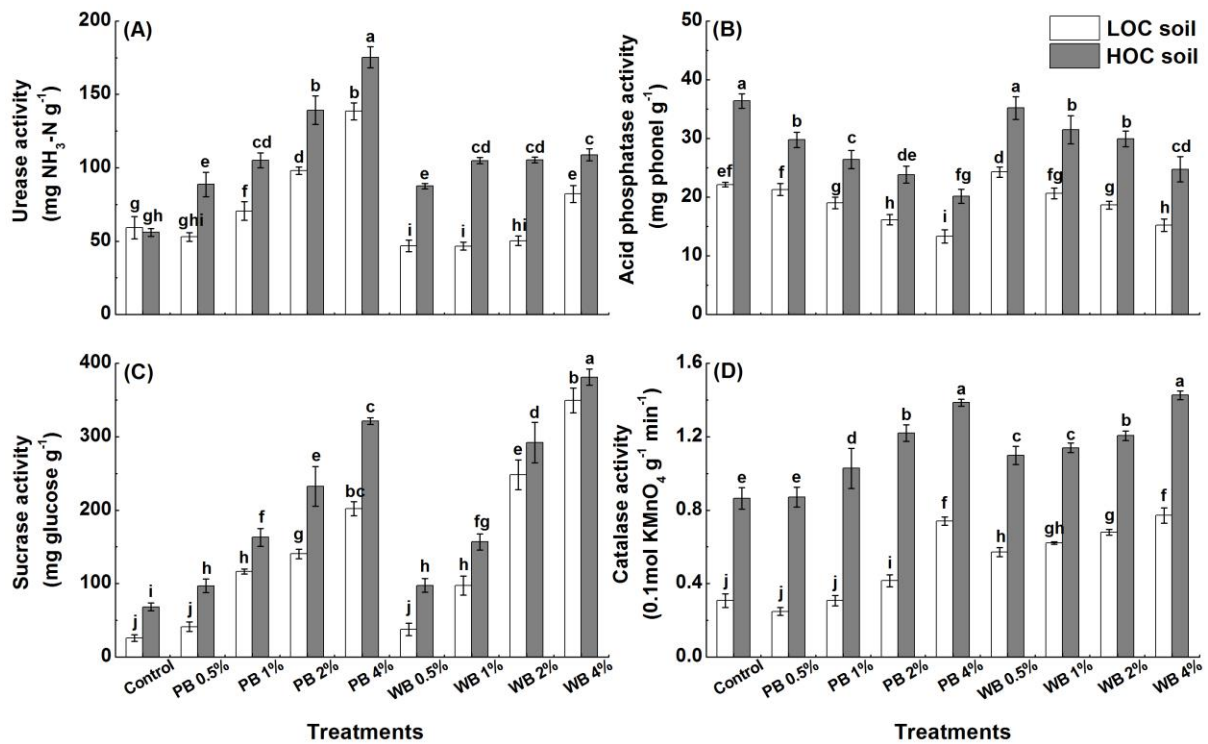 (A)
Urease activity
(mg NH3-N g-1)
200
150
100
50
0
g
gh
ghi
e
f
cd
d
b
b
a
i
e
i
cd
hi
cd
c
c
(B)
LOC soil
HOC soil
Acid phosphatase activity
(mg phonel g-1)
50
40
30
20
10
0
ef
a
f
b
g
c
h
de
i
fg
d
a
fg
b
g
b
h
cd
(C)
Sucrase activity
(mg glucose g-1)
400
300
200
100
0
j
i
j
h
h
f
g
e
bc
c
j
h
h
fg
e
d
b
a
Control
PB 0.5%
PB 1%
PB 2%
PB 4%
WB 0.5%
WB 1%
WB 2%
WB 4%
Treatments
(D)
Catalase activity
(0.1mol KMnO4 g-1 min-1)
1.6
1.2
0.8
0.4
0.0
j
e
j
e
j
d
i
b
f
a
h
c
gh
c
g
b
f
a
Control
PB 0.5%
PB 1%
PB 2%
PB 4%
WB 0.5%
WB 1%
WB 2%
WB 4%
Treatments